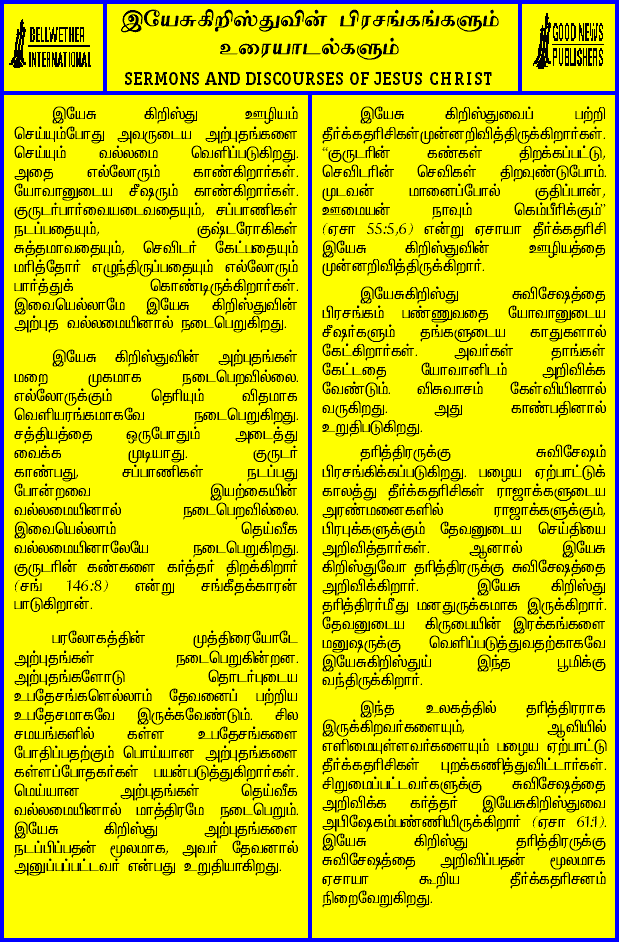 BELLWETHER
INTERNATIONAL
இயேசுகிறிஸ்துவின் பிரசங்கங்களும்
உரையாடல்களும்
SERMONS AND DISCOURSES OF JESUS CHRIST
GOOD NEWS
PUBLISHERS
இயேசு கிறிஸ்து ஊழியம்
செய்யும்போது அவருடைய அற்புதங்களை
செய்யும் வல்லமை வெளிப்படுகிறது.
அதை எல்லோரும் காண்கிறார்கள்.
யோவானுடைய சீஷரும் காண்கிறார்கள்.
குருடர்பார்வையடைவதையும், சப்பாணிகள்
நடப்பதையும், குஷ்டரோகிகள்
சுத்தமாவதையும், செவிடர் கேட்பதையும்
மரித்தோர் எழுந்திருப்பதையும் எல்லோரும்
பார்த்துக் கொண்டிருக்கிறார்கள்.
இவையெல்லாமே இயேசு கிறிஸ்துவின்
அற்புத வல்லமையினால் நடைபெறுகிறது.
இயேசு கிறிஸ்துவின் அற்புதங்கள்
மறை முகமாக நடைபெறவில்லை.
எல்லோருக்கும் தெரியும் விதமாக
வெளியரங்கமாகவே நடைபெறுகிறது.
சத்தியத்தை ஒருபோதும் அடைத்து
வைக்க முடியாது. குருடர்
காண்பது, சப்பாணிகள் நடப்பது
போன்றவை இயற்கையின்
வல்லமையினால் நடைபெறவில்லை.
இவையெல்லாம் தெய்வீக
வல்லமையினாலேயே நடைபெறுகிறது.
குருடரின் கண்களை கர்த்தர் திறக்கிறார்
(சங் 146:8) என்று சங்கீதக்காரன்
பாடுகிறான்.
பரலோகத்தின் முத்திரையோடே
அற்புதங்கள் நடைபெறுகின்றன.
அற்புதங்களோடு தொடர்புடைய
உபதேசங்களெல்லாம் தேவனைப் பற்றிய
உபதேசமாகவே இருக்கவேண்டும். சில
சமயங்களில் கள்ள உபதேசங்களை
போதிப்பதற்கும் பொய்யான அற்புதங்களை
கள்ளப்போதகர்கள் பயன்படுத்துகிறார்கள்.
மெய்யான அற்புதங்கள் தெய்வீக
வல்லமையினால் மாத்திரமே நடைபெறும்.
இயேசு கிறிஸ்து அற்புதங்களை
நடப்பிப்பதன் மூலமாக, அவர் தேவனால்
அனுப்பப்பட்டவர் என்பது உறுதியாகிறது.
இயேசு கிறிஸ்துவைப் பற்றி
தீர்க்கதரிசிகள்முன்னறிவித்திருக்கிறார்கள்.
"குருடரின் கண்கள் திறக்கப்பட்டு,
செவிடரின் செவிகள் திறவுண்டுபோம்.
முடவன் மானைப்போல் குதிப்பான்,
ஊமையன் நாவும் கெம்பீரிக்கும்"
(ஏசா 55:5,6) என்று ஏசாயா தீர்க்கதரிசி
இயேசு கிறிஸ்துவின் ஊழியத்தை
முன்னறிவித்திருக்கிறார்.
இயேசுகிறிஸ்து சுவிசேஷத்தை
பிரசங்கம் பண்ணுவதை யோவானுடைய
சீஷர்களும் தங்களுடைய காதுகளால்
கேட்கிறார்கள். அவர்கள் தாங்கள்
கேட்டதை யோவானிடம் அறிவிக்க
வேண்டும். விசுவாசம் கேள்வியினால்
வருகிறது. அது காண்பதினால்
உறுதிபடுகிறது.
தரித்திரருக்கு சுவிசேஷம்
பிரசங்கிக்கப்படுகிறது. பழைய ஏற்பாட்டுக்
காலத்து தீர்க்கதரிசிகள் ராஜாக்களுடைய
அரண்மனைகளில் ராஜாக்களுக்கும்,
பிரபுக்களுக்கும் தேவனுடைய செய்தியை
அறிவித்தார்கள். ஆனால் இயேசு
கிறிஸ்துவோ தரித்திரருக்கு சுவிசேஷத்தை
அறிவிக்கிறார். இயேசு கிறிஸ்து
தரித்திரர்மீது மனதுருக்கமாக இருக்கிறார்.
தேவனுடைய கிருபையின் இரக்கங்களை
மனுஷருக்கு வெளிப்படுத்துவதற்காகவே
இயேசுகிறிஸ்துய் இந்த பூமிக்கு
வந்திருக்கிறார்.
இந்த உலகத்தில் தரித்திரராக
இருக்கிறவர்களையும், ஆவியில்
எளிமையுள்ளவர்களையும் பழைய ஏற்பாட்டு
தீர்க்கதரிசிகள் புறக்கணித்துவிட்டார்கள்.
சிறுமைப்பட்டவர்களுக்கு சுவிசேஷத்தை
அறிவிக்க கர்த்தர் இயேசுகிறிஸ்துவை
அபிஷேகம்பண்ணியிருக்கிறார் (ஏசா 61:1).
இயேசு கிறிஸ்து தரித்திரருக்கு
சுவிசேஷத்தை அறிவிப்பதன் மூலமாக
ஏசாயா கூறிய தீர்க்கதரிசனம்
நிறைவேறுகிறது.